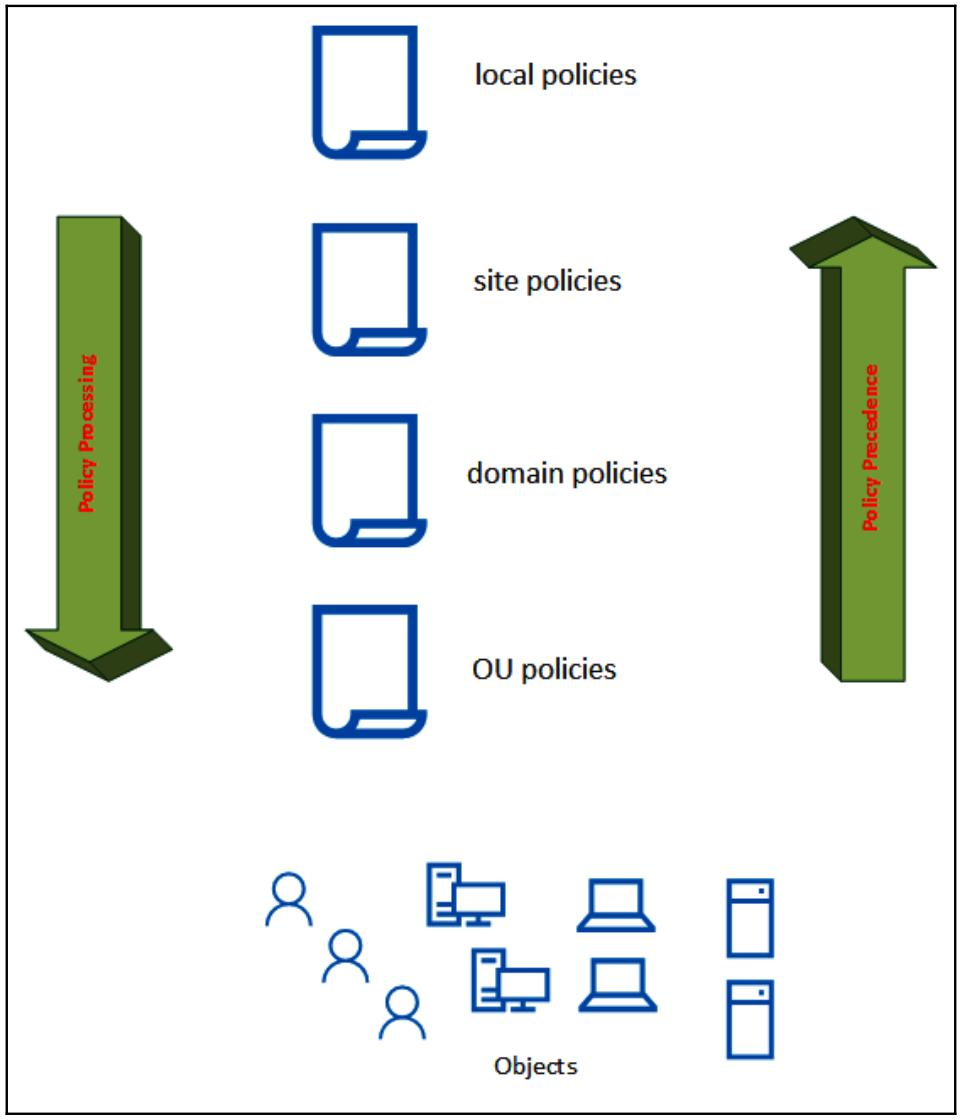 local policies
site policies
Policy Processing
Policy Precedence
domain policies
OU policies
Objects